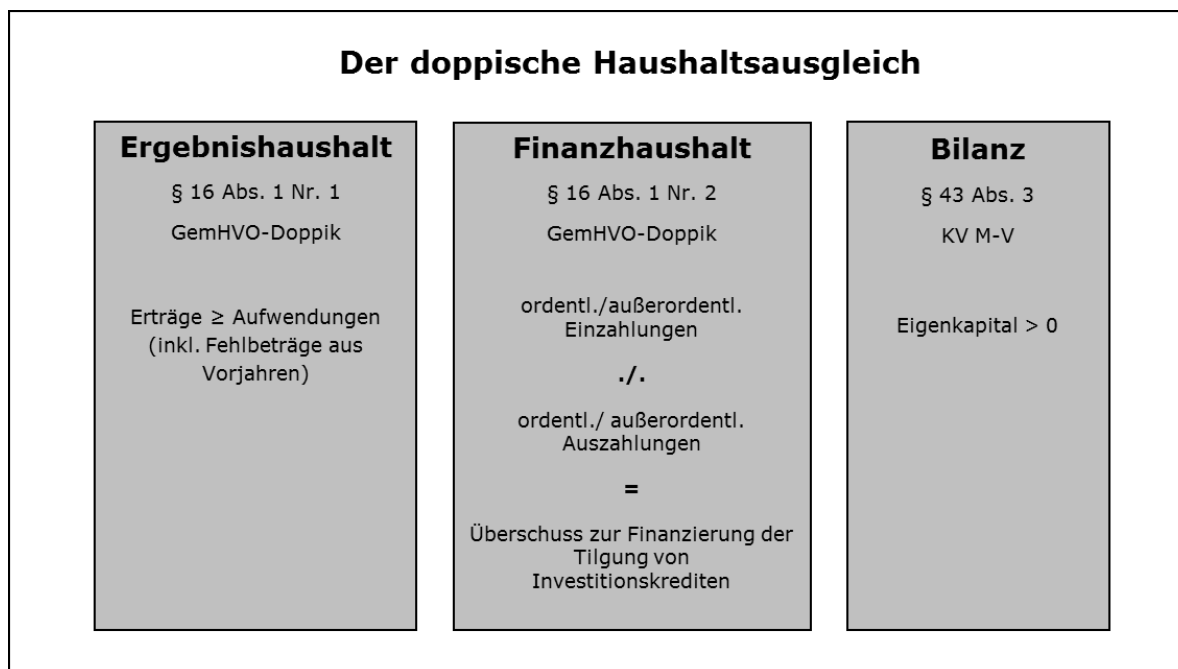 Der doppische Haushaltsausgleich
Ergebnishaushalt
§ 16 Abs. 1 Nr. 1
GemHVO-Doppik
Erträge ≥ Aufwendungen
(inkl. Fehlbeträge aus
Vorjahren)
Finanzhaushalt
§ 16 Abs. 1 Nr. 2
GemHVO-Doppik
ordentl./außerordentl.
Einzahlungen
./.
ordentl./ außerordentl.
Auszahlungen
=
Überschuss zur Finanzierung der
Tilgung von
Investitionskrediten
Bilanz
§ 43 Abs. 3
KV M-V
Eigenkapital > 0